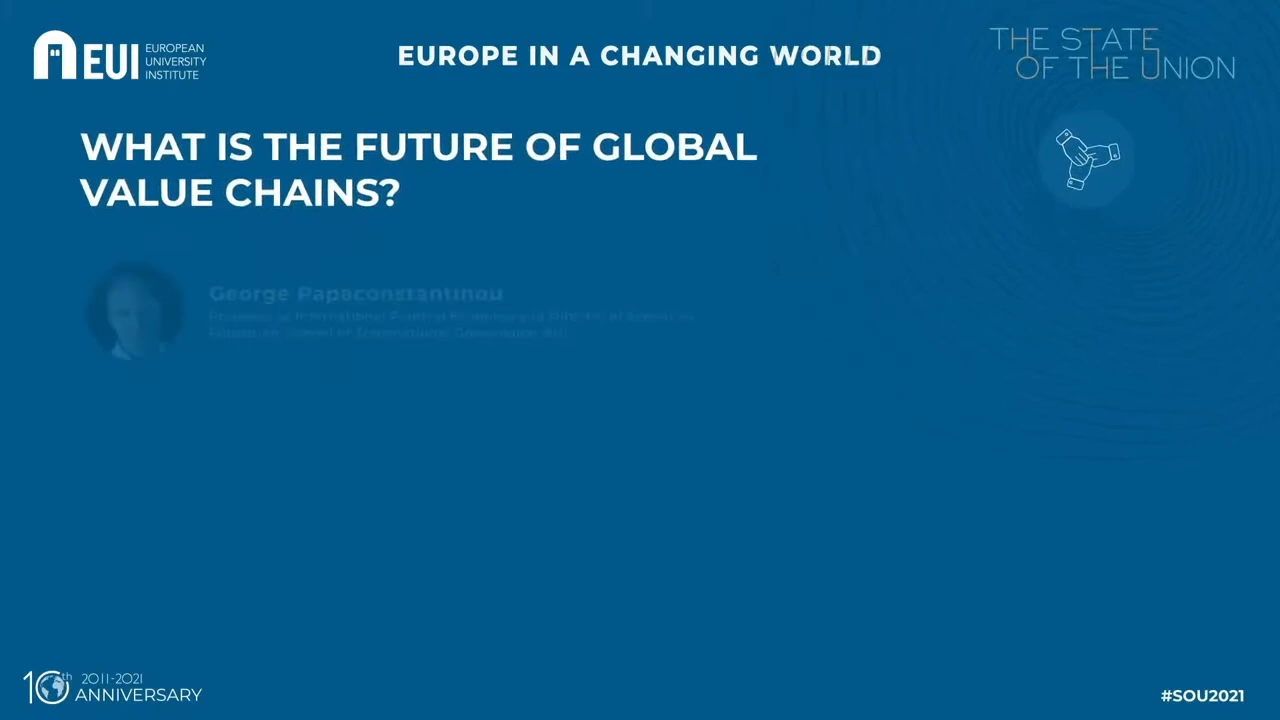 EUI
EUROPEAN
UNIVERSITY
INSTITUTE
EUROPE IN A CHANGING WORLD
THE STATE
OF THE UNION
WHAT IS THE FUTURE OF GLOBAL
VALUE CHAINS?
George Papaconstantinou
10th
2011-2021
ANNIVERSARY
#SOU2021